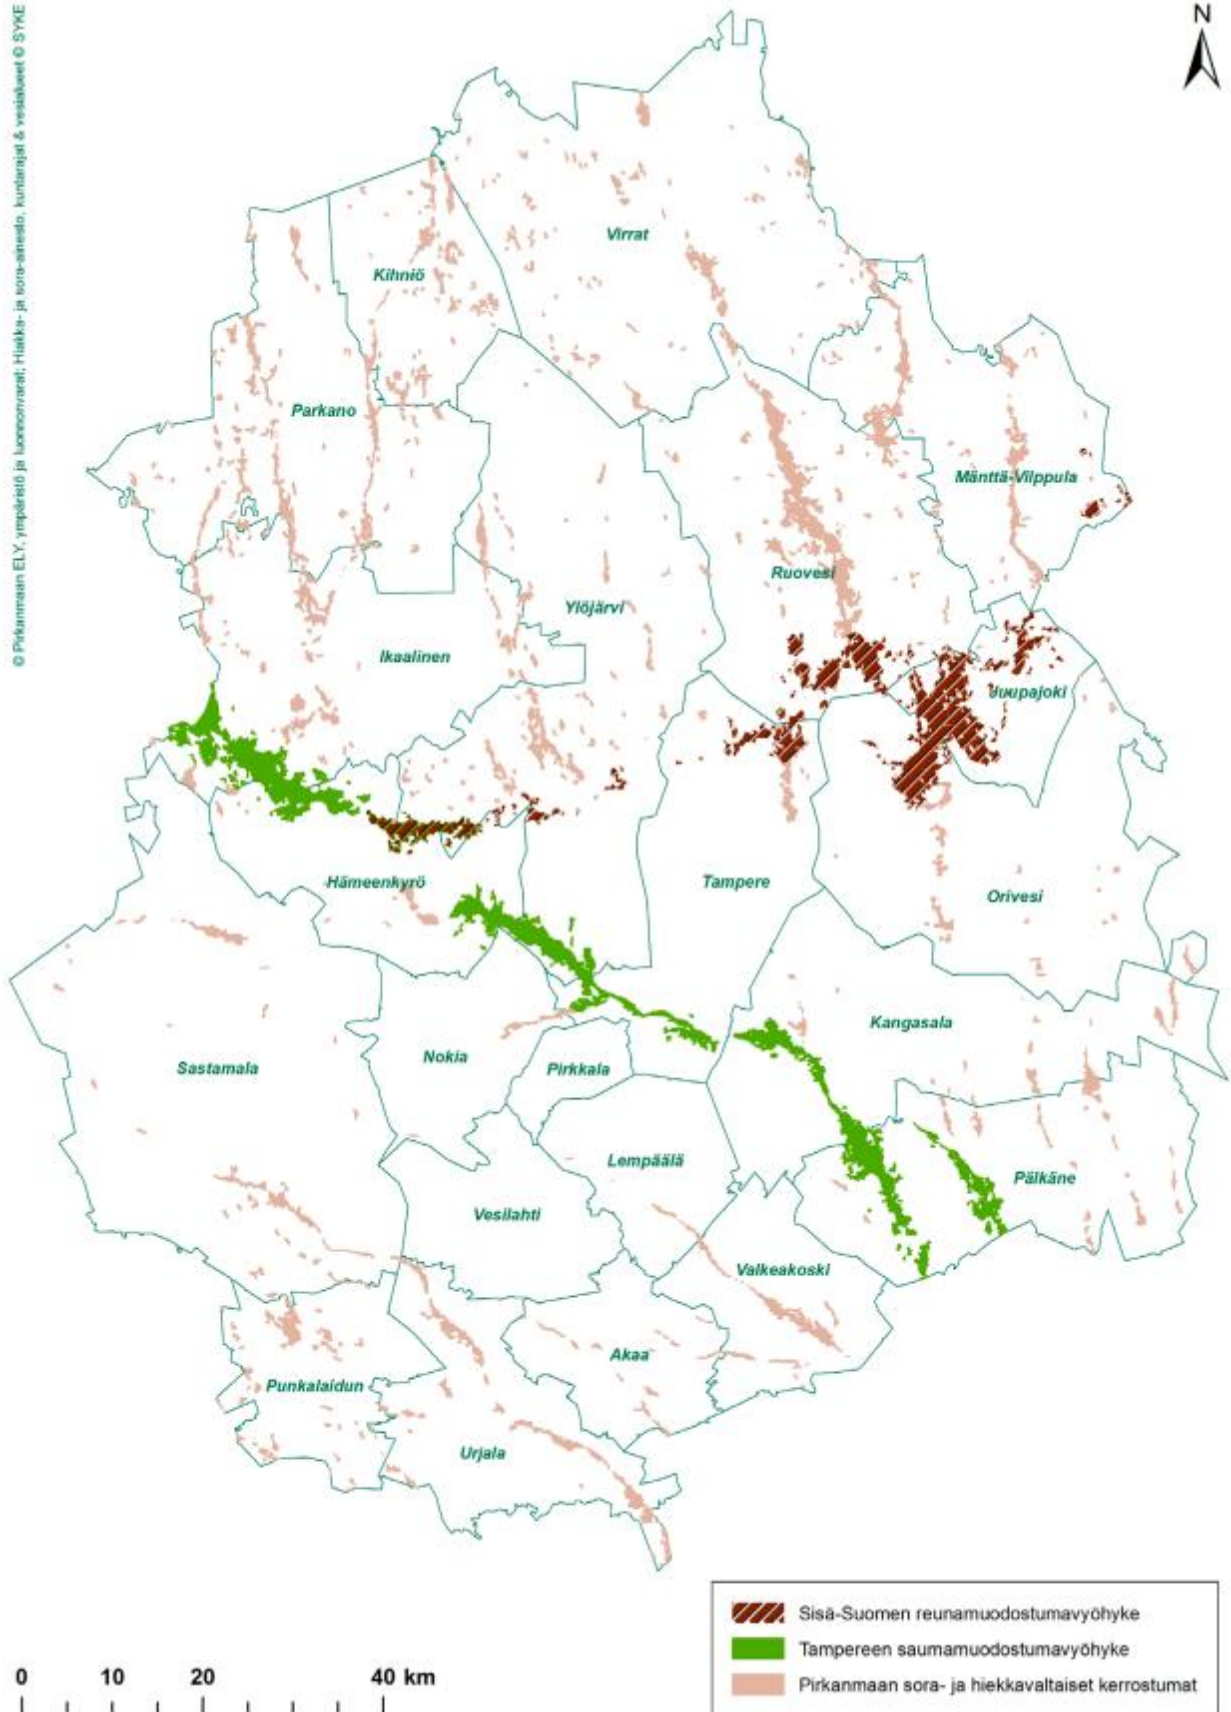 © Pirkanmaan ELY, ympäristö ja luonnonvarat; Hiekka- ja sora-ainesto, kuntarajat & vesialueet © SYKE
N
Virrat
Kihniö
Parkano
Mänttä-Vilppula
Ruovesi
Ylöjärvi
Ikaalinen
Juupajoki
Hämeenkyrö
Tampere
Orivesi
Kangasala
Nokia
Pirkkala
Sastamala
Lempäälä
Pälkäne
Vesilahti
Valkeakoski
Akaa
Punkalaidun
Urjala
Sisä-Suomen reunamuodostumavyöhyke
Tampereen saumamuodostumavyöhyke
Pirkanmaan sora- ja hiekkavaltaiset kerrostumat
0 10 20 40 km